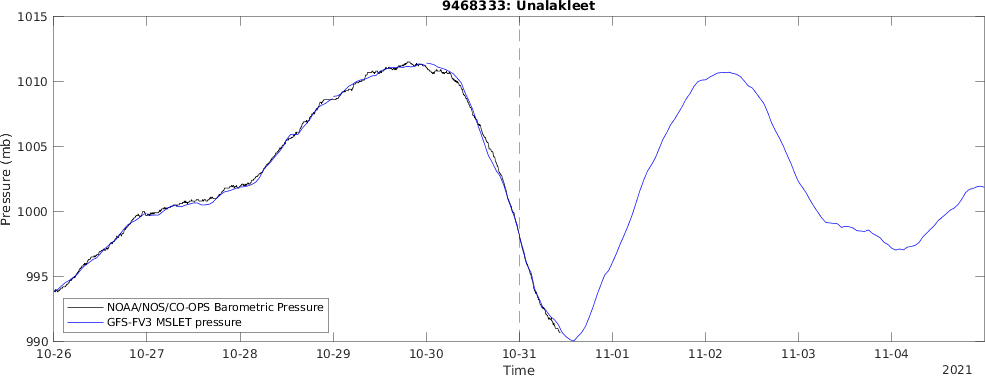 9468333: Unalakleet
1015
1010
1005
1000
995
990
Pressure (mb)
NOAA/NOS/CO-OPS Barometric Pressure
GFS-FV3 MSLET pressure
10-26 10-27 10-28 10-29 10-30 10-31 11-01 11-02 11-03 11-04
Time
2021